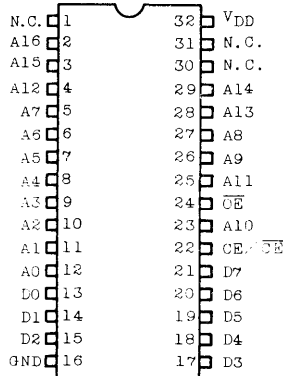 N.C. 1 32 VDD
A16 2 31 N.C.
A15 3 30 N.C.
A12 4 29 A14
A7 5 28 A13
A6 6 27 A8
A5 7 26 A9
A4 8 25 A11
A3 9 24 O̅E̅
A2 10 23 A10
A1 11 22 CE/C̅E̅
A0 12 21 D7
D0 13 20 D6
D1 14 19 D5
D2 15 18 D4
GND 16 17 D3